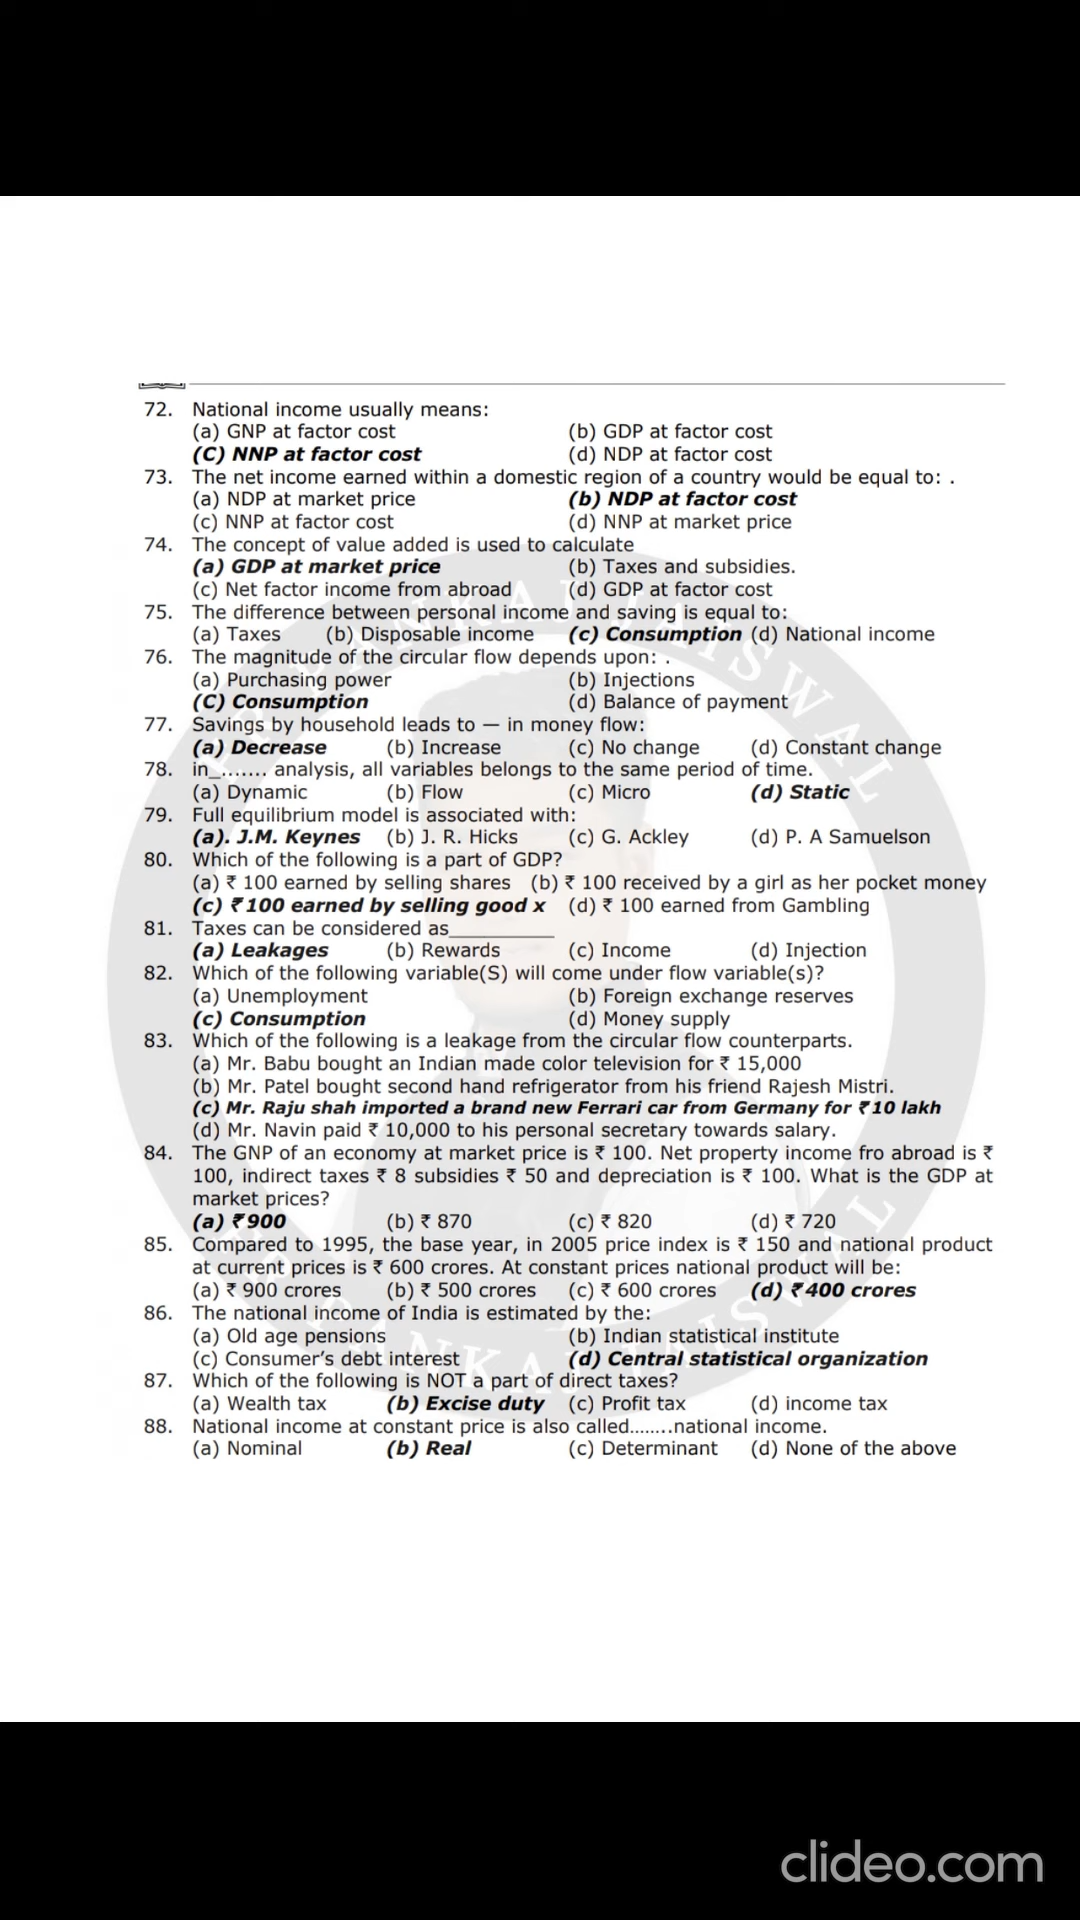 72. National income usually means:
(a) GNP at factor cost (b) GDP at factor cost
(C) NNP at factor cost (d) NDP at factor cost
73. The net income earned within a domestic region of a country would be equal to: .
(a) NDP at market price (b) NDP at factor cost
(c) NNP at factor cost (d) NNP at market price
74. The concept of value added is used to calculate
(a) GDP at market price (b) Taxes and subsidies.
(c) Net factor income from abroad (d) GDP at factor cost
75. The difference between personal income and saving is equal to:
(a) Taxes (b) Disposable income (c) Consumption (d) National income
76. The magnitude of the circular flow depends upon: .
(a) Purchasing power (b) Injections
(C) Consumption (d) Balance of payment
77. Savings by household leads to — in money flow:
(a) Decrease (b) Increase (c) No change (d) Constant change
78. in_....... analysis, all variables belongs to the same period of time.
(a) Dynamic (b) Flow (c) Micro (d) Static
79. Full equilibrium model is associated with:
(a). J.M. Keynes (b) J. R. Hicks (c) G. Ackley (d) P. A Samuelson
80. Which of the following is a part of GDP?
(a) ₹ 100 earned by selling shares (b) ₹ 100 received by a girl as her pocket money
(c) ₹100 earned by selling good x (d) ₹ 100 earned from Gambling
81. Taxes can be considered as__________
(a) Leakages (b) Rewards (c) Income (d) Injection
82. Which of the following variable(S) will come under flow variable(s)?
(a) Unemployment (b) Foreign exchange reserves
(c) Consumption (d) Money supply
83. Which of the following is a leakage from the circular flow counterparts.
(a) Mr. Babu bought an Indian made color television for ₹ 15,000
(b) Mr. Patel bought second hand refrigerator from his friend Rajesh Mistri.
(c) Mr. Raju shah imported a brand new Ferrari car from Germany for ₹10 lakh
(d) Mr. Navin paid ₹ 10,000 to his personal secretary towards salary.
84. The GNP of an economy at market price is ₹ 100. Net property income fro abroad is ₹
100, indirect taxes ₹ 8 subsidies ₹ 50 and depreciation is ₹ 100. What is the GDP at
market prices?
(a) ₹900 (b) ₹ 870 (c) ₹ 820 (d) ₹ 720
85. Compared to 1995, the base year, in 2005 price index is ₹ 150 and national product
at current prices is ₹ 600 crores. At constant prices national product will be:
(a) ₹ 900 crores (b) ₹ 500 crores (c) ₹ 600 crores (d) ₹400 crores
86. The national income of India is estimated by the:
(a) Old age pensions (b) Indian statistical institute
(c) Consumer's debt interest (d) Central statistical organization
87. Which of the following is NOT a part of direct taxes?
(a) Wealth tax (b) Excise duty (c) Profit tax (d) income tax
88. National income at constant price is also called........national income.
(a) Nominal (b) Real (c) Determinant (d) None of the above
PANKAJ JAISWAL
PANKAJ JAISWAL
clideo.com